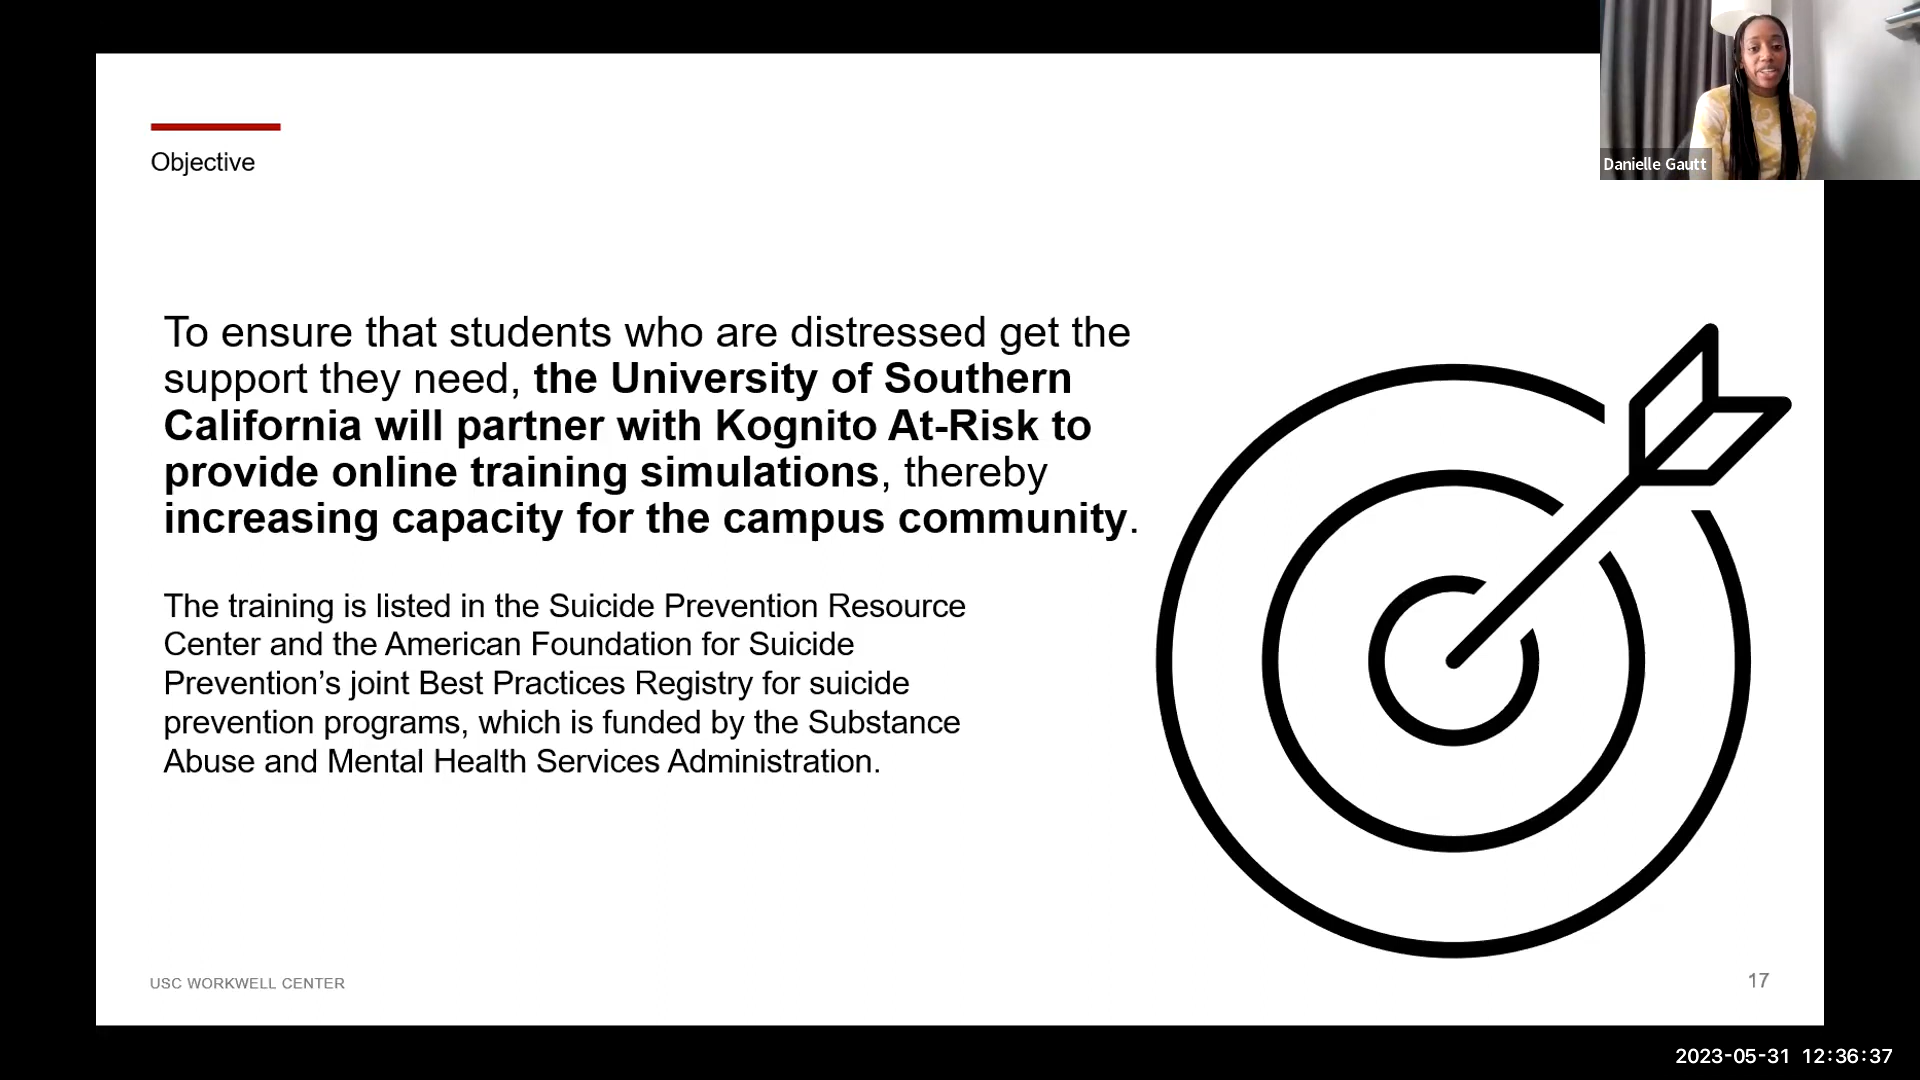 Objective
Danielle Gautt
To ensure that students who are distressed get the
support they need, the University of Southern
California will partner with Kognito At-Risk to
provide online training simulations, thereby
increasing capacity for the campus community.
The training is listed in the Suicide Prevention Resource
Center and the American Foundation for Suicide
Prevention’s joint Best Practices Registry for suicide
prevention programs, which is funded by the Substance
Abuse and Mental Health Services Administration.
USC WORKWELL CENTER
17
2023-05-31 12:36:37